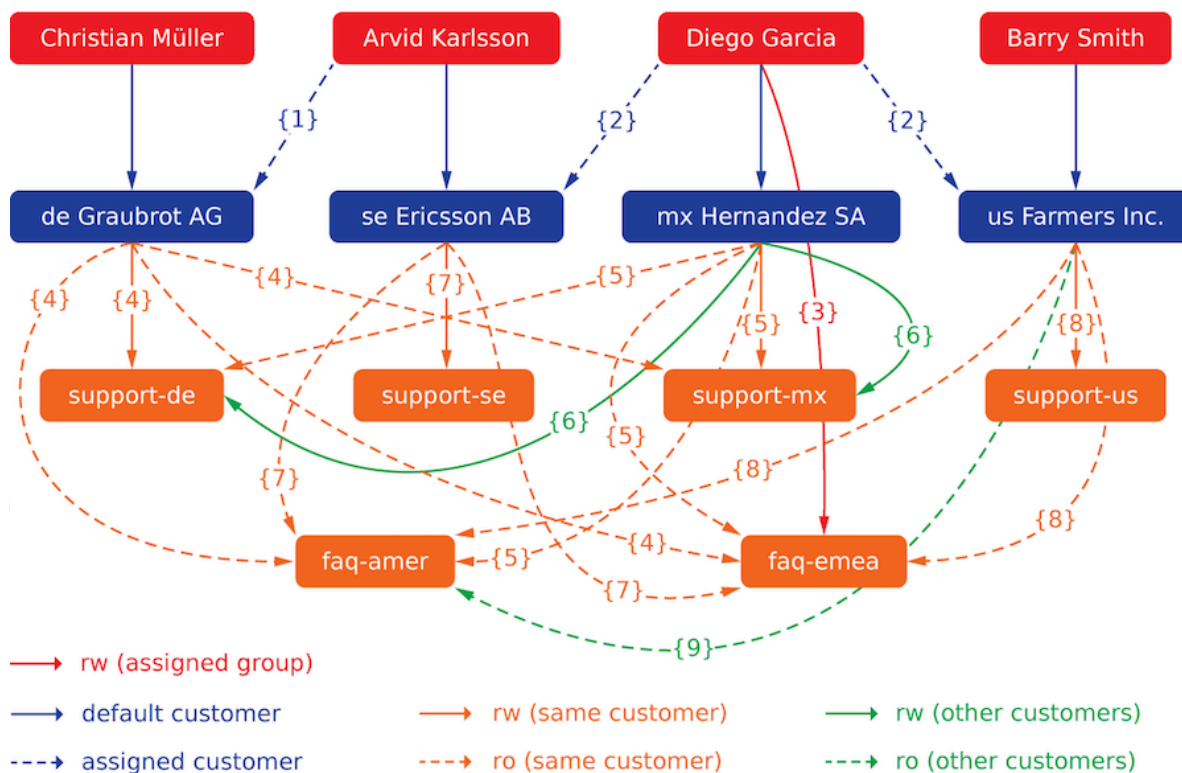 Christian Müller
Arvid Karlsson
Diego Garcia
Barry Smith
{1}
{2}
{2}
de Graubrot AG
se Ericsson AB
mx Hernandez SA
us Farmers Inc.
{4}
{4}
{4}
{7}
{5}
{5}
{3}
{6}
{8}
support-de
support-se
support-mx
support-us
{6}
{5}
{7}
{8}
{8}
{4}
{5}
faq-amer
faq-emea
{7}
{9}
rw (assigned group)
default customer
rw (same customer)
rw (other customers)
assigned customer
ro (same customer)
ro (other customers)